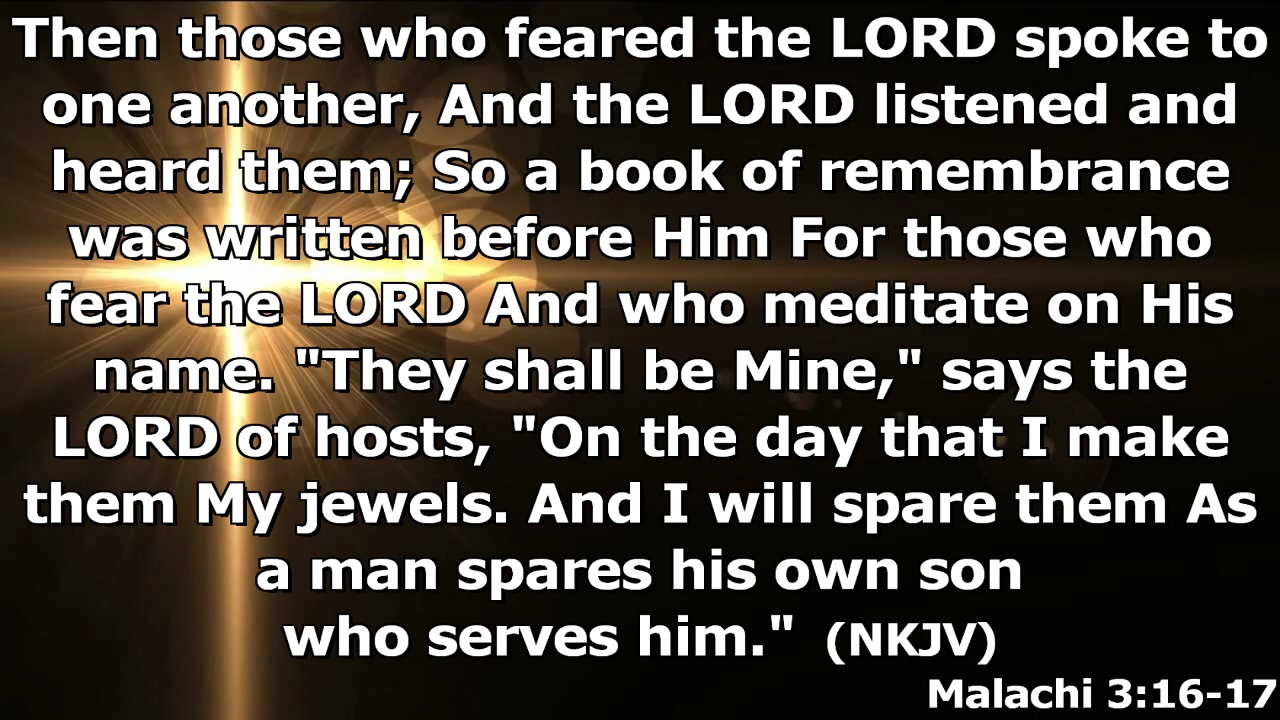 Then those who feared the LORD spoke to
one another, And the LORD listened and
heard them; So a book of remembrance
was written before Him For those who
fear the LORD And who meditate on His
name. "They shall be Mine," says the
LORD of hosts, "On the day that I make
them My jewels. And I will spare them As
a man spares his own son
who serves him." (NKJV)
Malachi 3:16-17